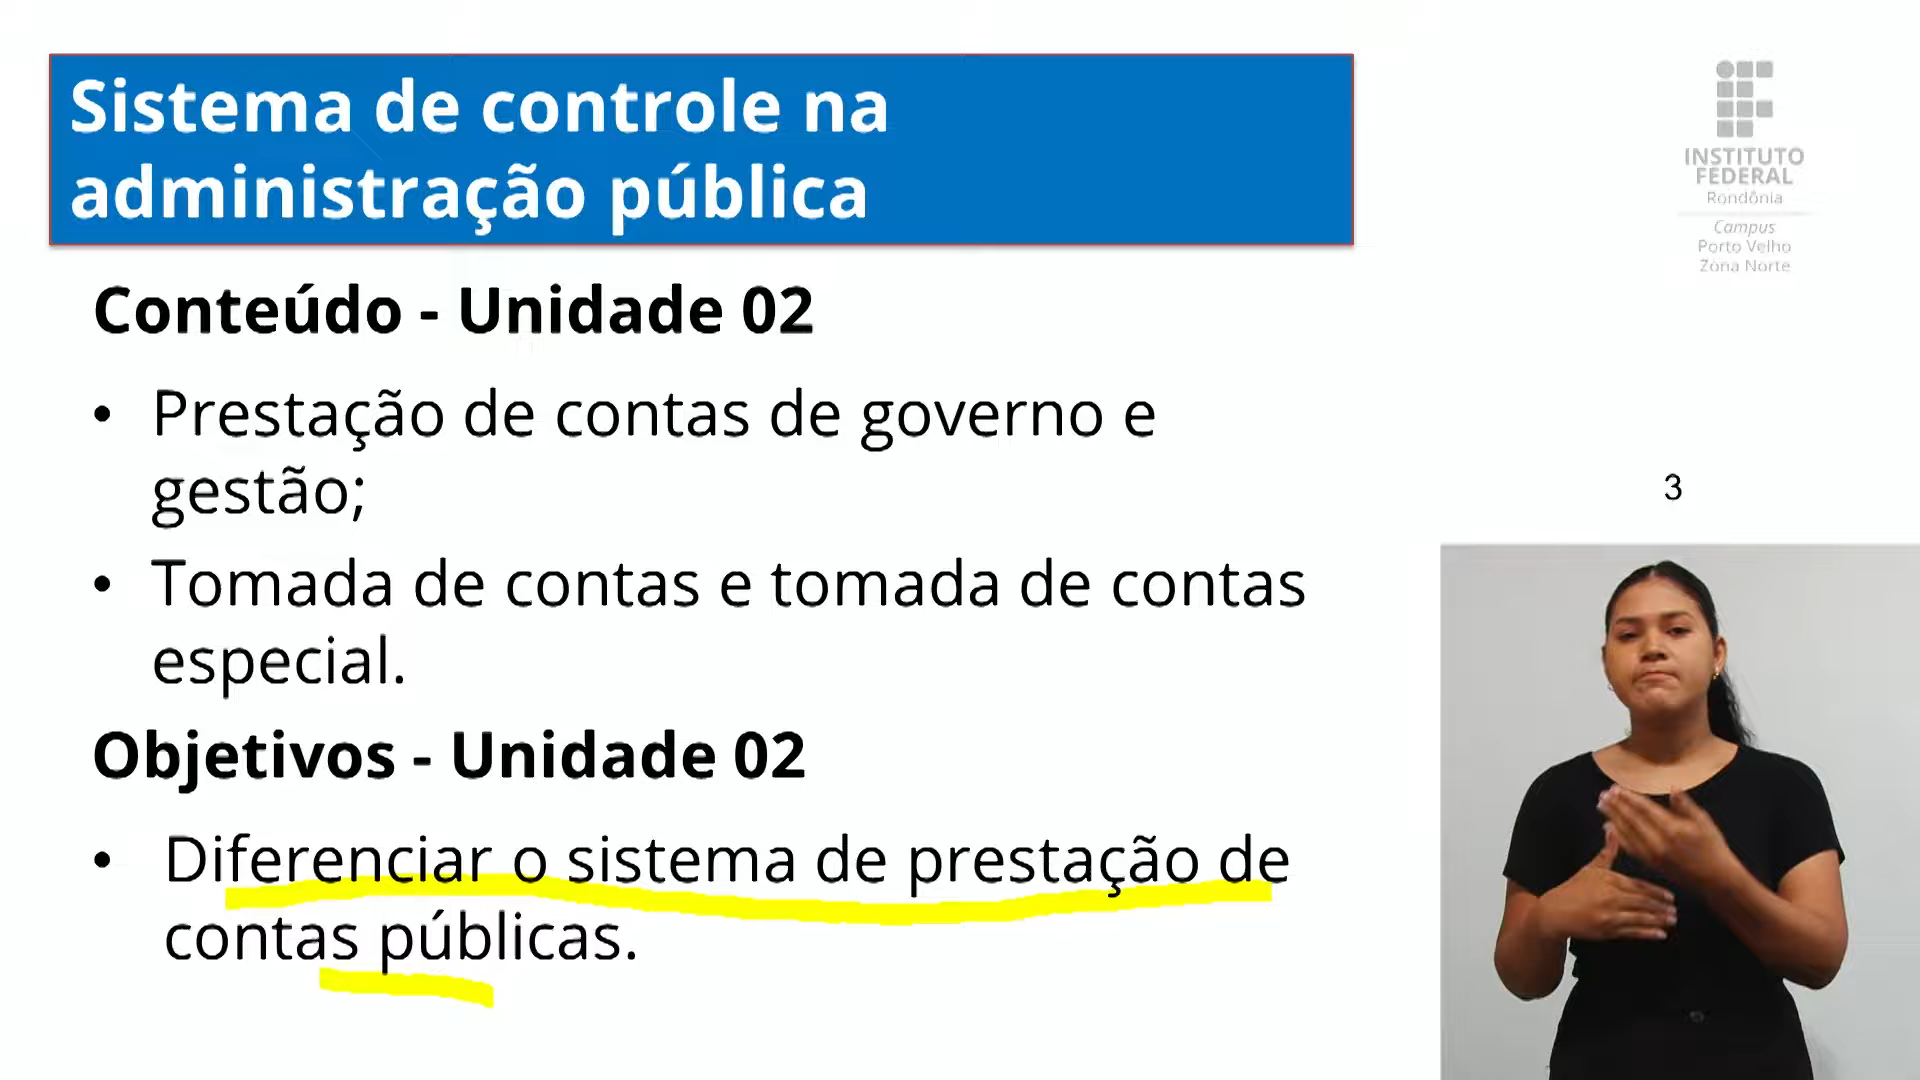 Sistema de controle na
administração pública
INSTITUTO
FEDERAL
Rondônia
Campus
Porto Velho
Zona Norte
Conteúdo - Unidade 02
• Prestação de contas de governo e
gestão;
• Tomada de contas e tomada de contas
especial.
3
Objetivos - Unidade 02
• Diferenciar o sistema de prestação de
contas públicas.